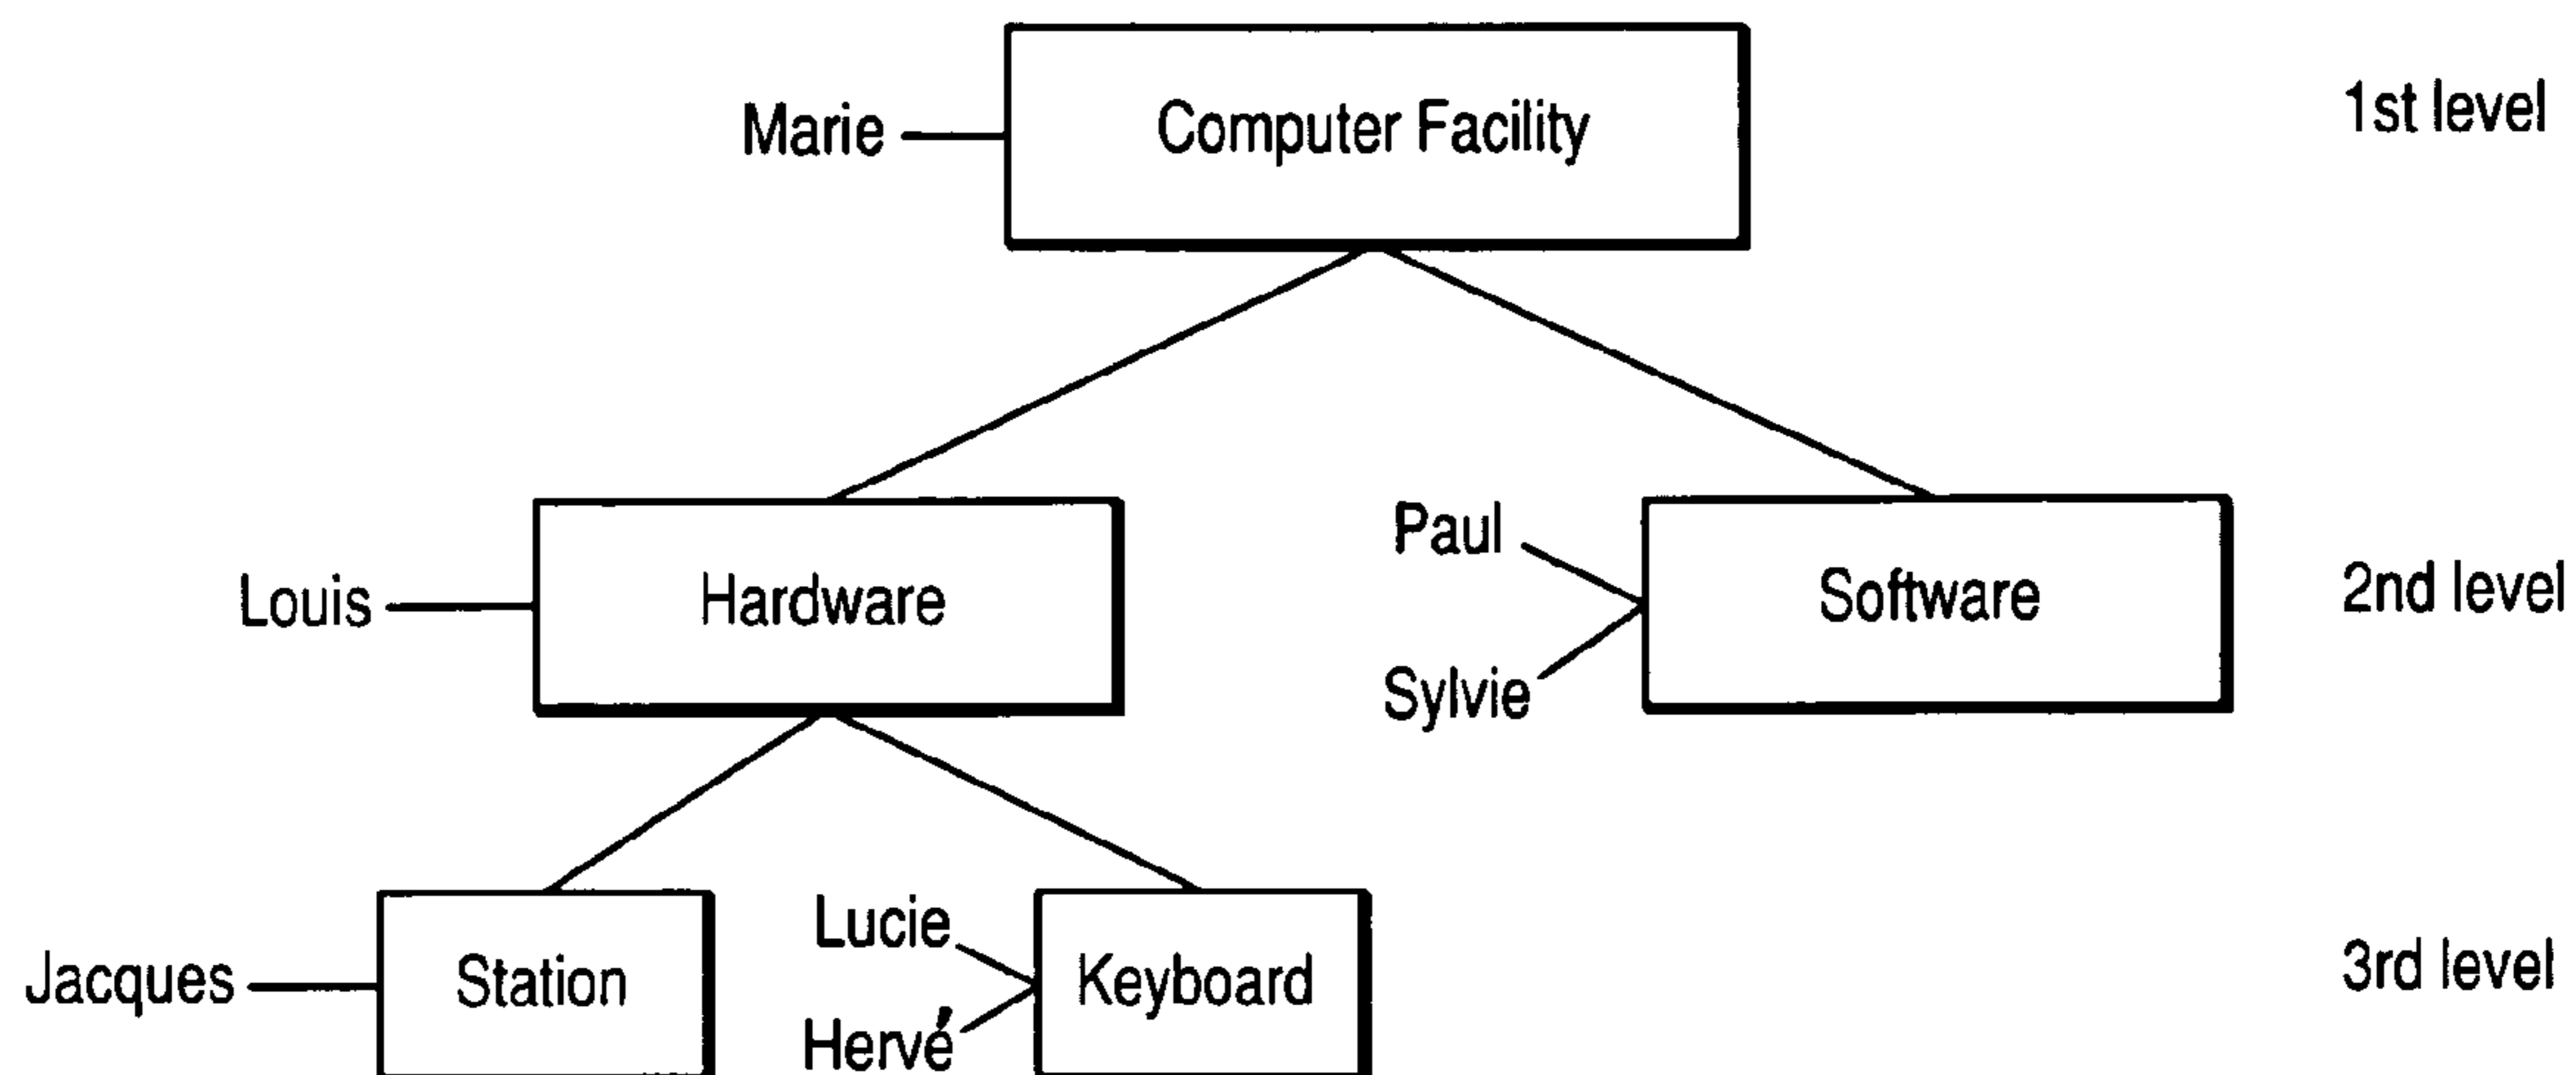 Marie
Computer Facility
1st level
Louis
Hardware
Paul
Sylvie
Software
2nd level
Jacques
Station
Lucie
Hervé
Keyboard
3rd level